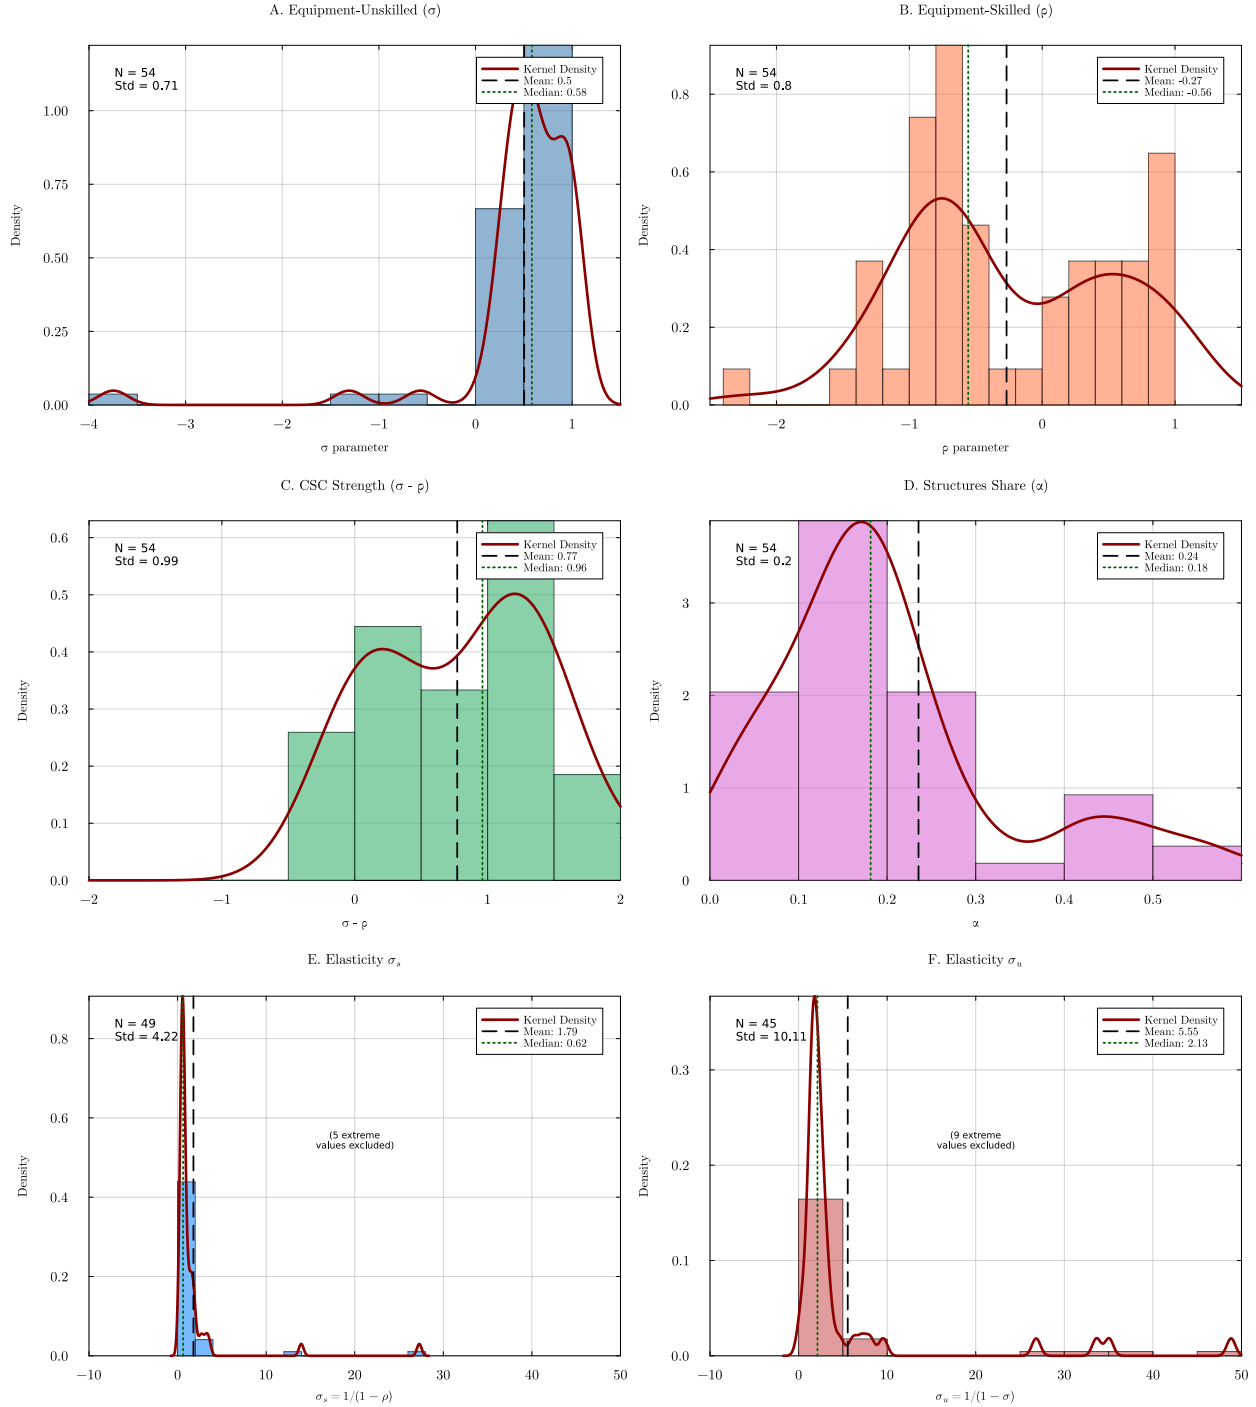 A. Equipment-Unskilled (σ)
N = 54
Std = 0.71
Kernel Density
Mean: 0.5
Median: 0.58
Density
1.00
0.75
0.50
0.25
0.00
−4
−3
−2
−1
0
1
σ parameter
B. Equipment-Skilled (ρ)
N = 54
Std = 0.8
Kernel Density
Mean: -0.27
Median: -0.56
Density
0.8
0.6
0.4
0.2
0.0
−2
−1
0
1
ρ parameter
C. CSC Strength (σ - ρ)
N = 54
Std = 0.99
Kernel Density
Mean: 0.77
Median: 0.96
Density
0.6
0.5
0.4
0.3
0.2
0.1
0.0
−2
−1
0
1
2
σ - ρ
D. Structures Share (α)
N = 54
Std = 0.2
Kernel Density
Mean: 0.24
Median: 0.18
Density
3
2
1
0
0.0
0.1
0.2
0.3
0.4
0.5
α
E. Elasticity σₛ
N = 49
Std = 4.22
Kernel Density
Mean: 1.79
Median: 0.62
(5 extreme
values excluded)
Density
0.8
0.6
0.4
0.2
0.0
−10
0
10
20
30
40
50
σₛ = 1/(1 − ρ)
F. Elasticity σᵤ
N = 45
Std = 10.11
Kernel Density
Mean: 5.55
Median: 2.13
(9 extreme
values excluded)
Density
0.3
0.2
0.1
0.0
−10
0
10
20
30
40
50
σᵤ = 1/(1 − σ)